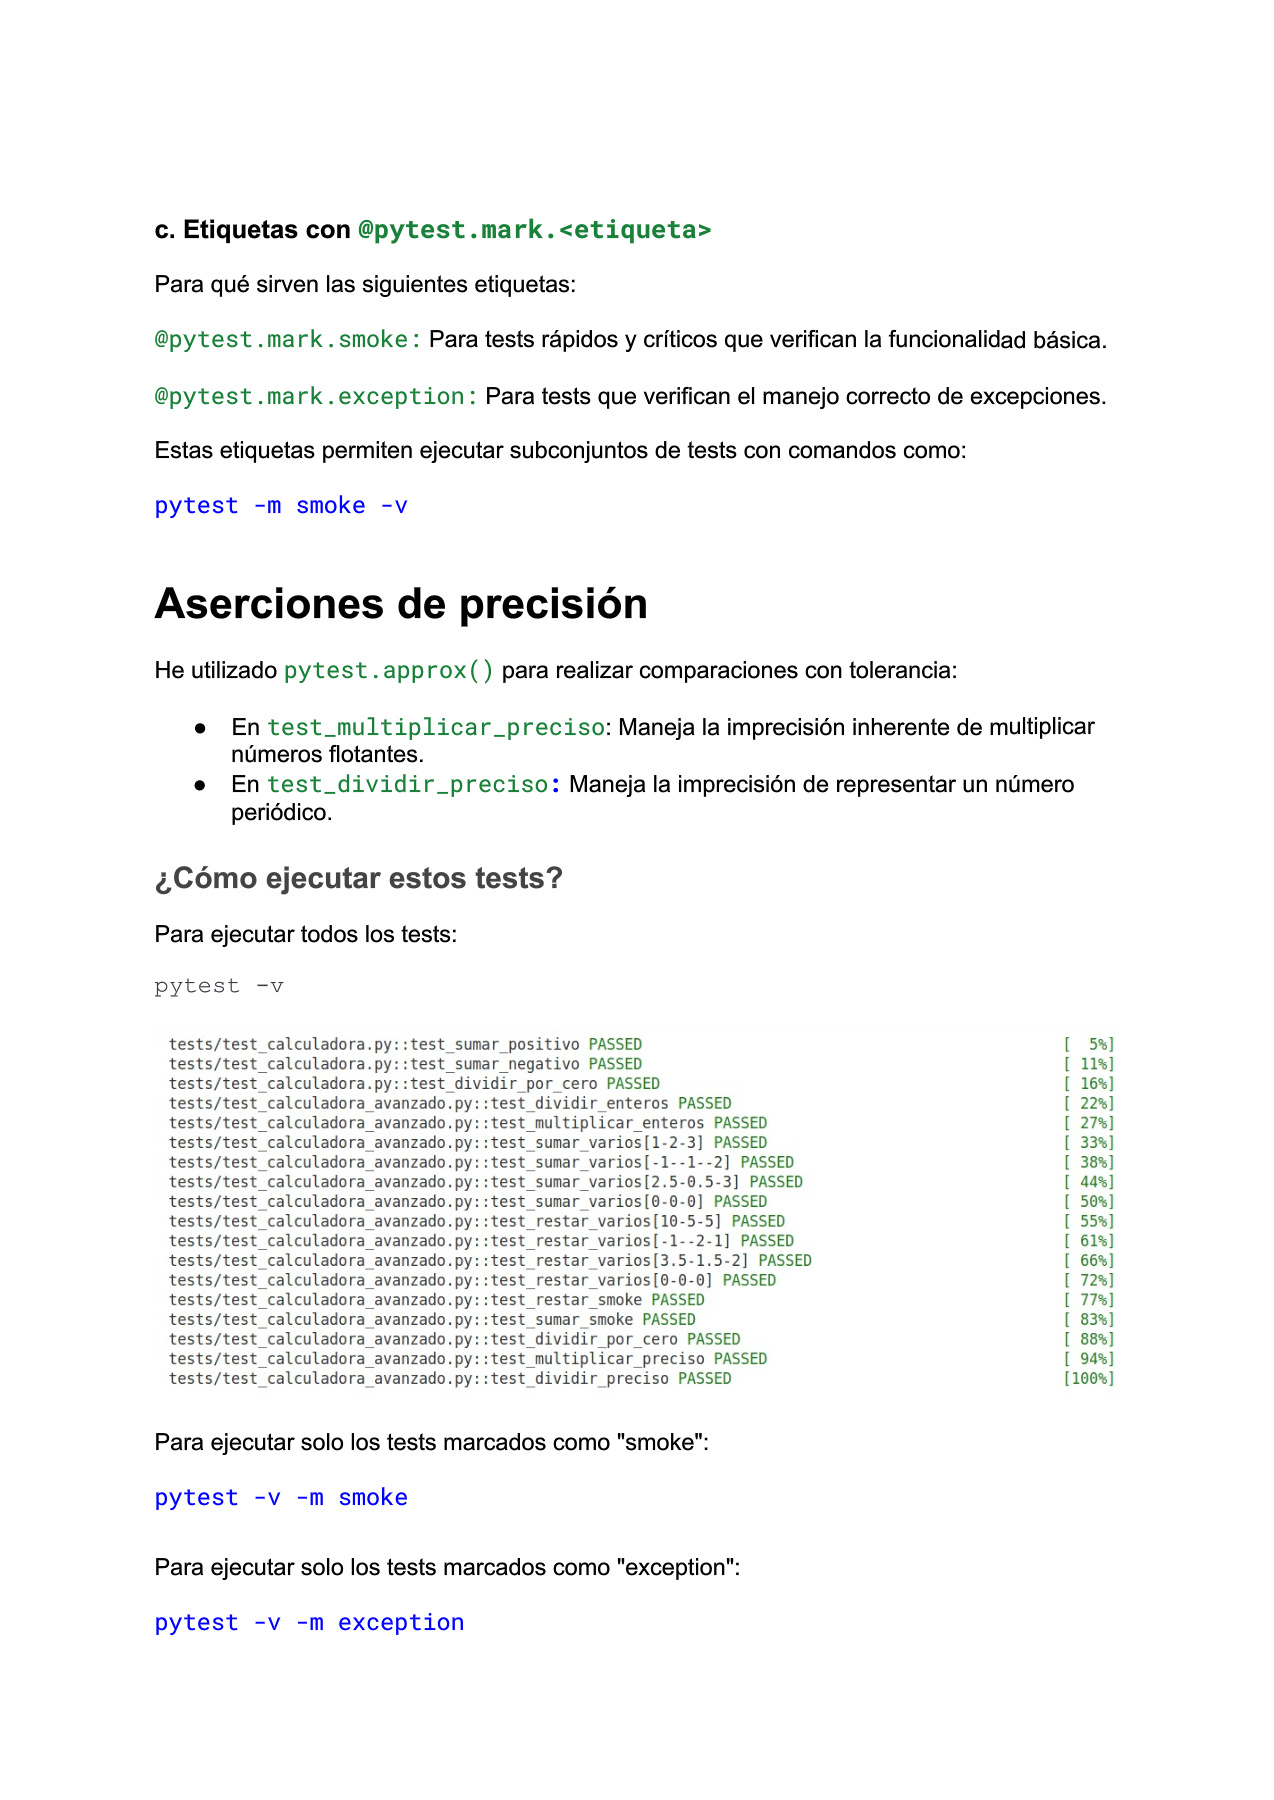 c. Etiquetas con @pytest.mark.<etiqueta>
Para qué sirven las siguientes etiquetas:
@pytest.mark.smoke: Para tests rápidos y críticos que verifican la funcionalidad básica.
@pytest.mark.exception: Para tests que verifican el manejo correcto de excepciones.
Estas etiquetas permiten ejecutar subconjuntos de tests con comandos como:
pytest -m smoke -v
Aserciones de precisión
He utilizado pytest.approx() para realizar comparaciones con tolerancia:
● En test_multiplicar_preciso: Maneja la imprecisión inherente de multiplicar
números flotantes.
● En test_dividir_preciso: Maneja la imprecisión de representar un número
periódico.
¿Cómo ejecutar estos tests?
Para ejecutar todos los tests:
pytest -v
tests/test_calculadora.py::test_sumar_positivo PASSED [ 5%]
tests/test_calculadora.py::test_sumar_negativo PASSED [ 11%]
tests/test_calculadora.py::test_dividir_por_cero PASSED [ 16%]
tests/test_calculadora_avanzado.py::test_dividir_enteros PASSED [ 22%]
tests/test_calculadora_avanzado.py::test_multiplicar_enteros PASSED [ 27%]
tests/test_calculadora_avanzado.py::test_sumar_varios[1-2-3] PASSED [ 33%]
tests/test_calculadora_avanzado.py::test_sumar_varios[-1--1--2] PASSED [ 38%]
tests/test_calculadora_avanzado.py::test_sumar_varios[2.5-0.5-3] PASSED [ 44%]
tests/test_calculadora_avanzado.py::test_sumar_varios[0-0-0] PASSED [ 50%]
tests/test_calculadora_avanzado.py::test_restar_varios[10-5-5] PASSED [ 55%]
tests/test_calculadora_avanzado.py::test_restar_varios[-1--2-1] PASSED [ 61%]
tests/test_calculadora_avanzado.py::test_restar_varios[3.5-1.5-2] PASSED [ 66%]
tests/test_calculadora_avanzado.py::test_restar_varios[0-0-0] PASSED [ 72%]
tests/test_calculadora_avanzado.py::test_restar_smoke PASSED [ 77%]
tests/test_calculadora_avanzado.py::test_sumar_smoke PASSED [ 83%]
tests/test_calculadora_avanzado.py::test_dividir_por_cero PASSED [ 88%]
tests/test_calculadora_avanzado.py::test_multiplicar_preciso PASSED [ 94%]
tests/test_calculadora_avanzado.py::test_dividir_preciso PASSED [100%]
Para ejecutar solo los tests marcados como "smoke":
pytest -v -m smoke
Para ejecutar solo los tests marcados como "exception":
pytest -v -m exception